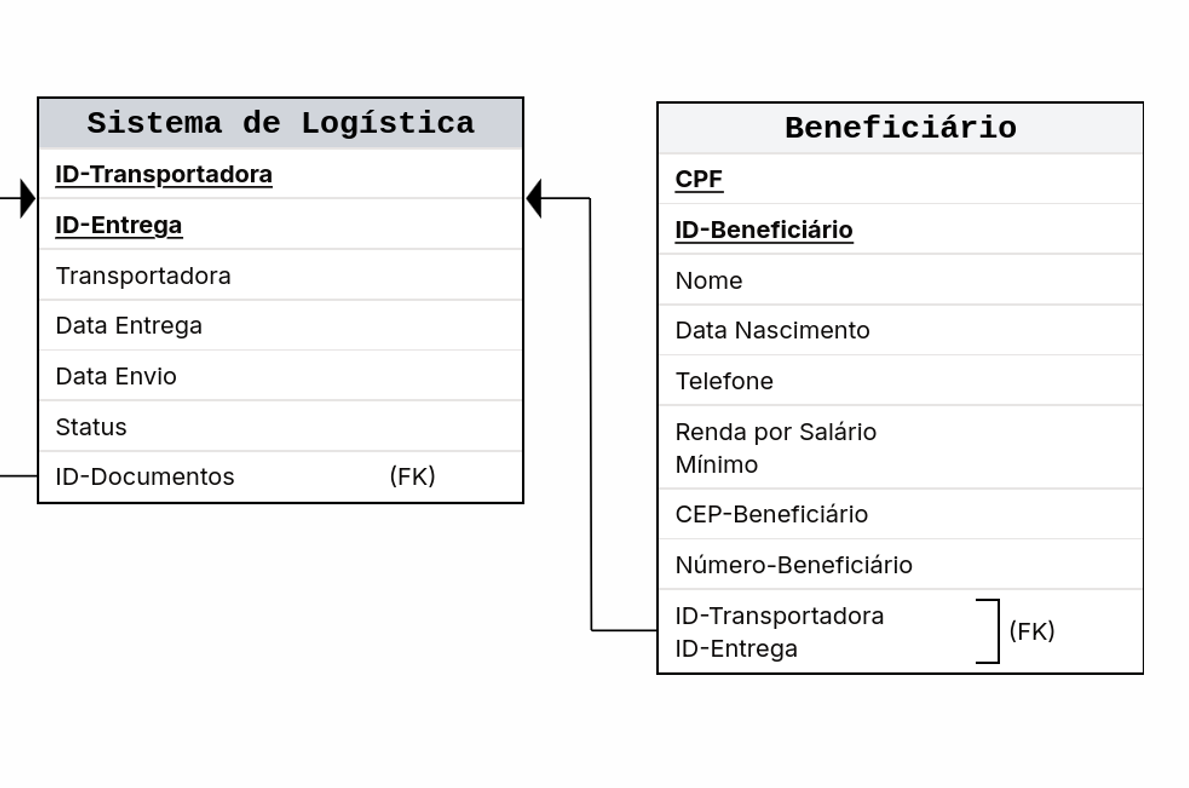 Sistema de Logística
ID-Transportadora
ID-Entrega
Transportadora
Data Entrega
Data Envio
Status
ID-Documentos (FK)
Beneficiário
CPF
ID-Beneficiário
Nome
Data Nascimento
Telefone
Renda por Salário
Mínimo
CEP-Beneficiário
Número-Beneficiário
ID-Transportadora
ID-Entrega
(FK)